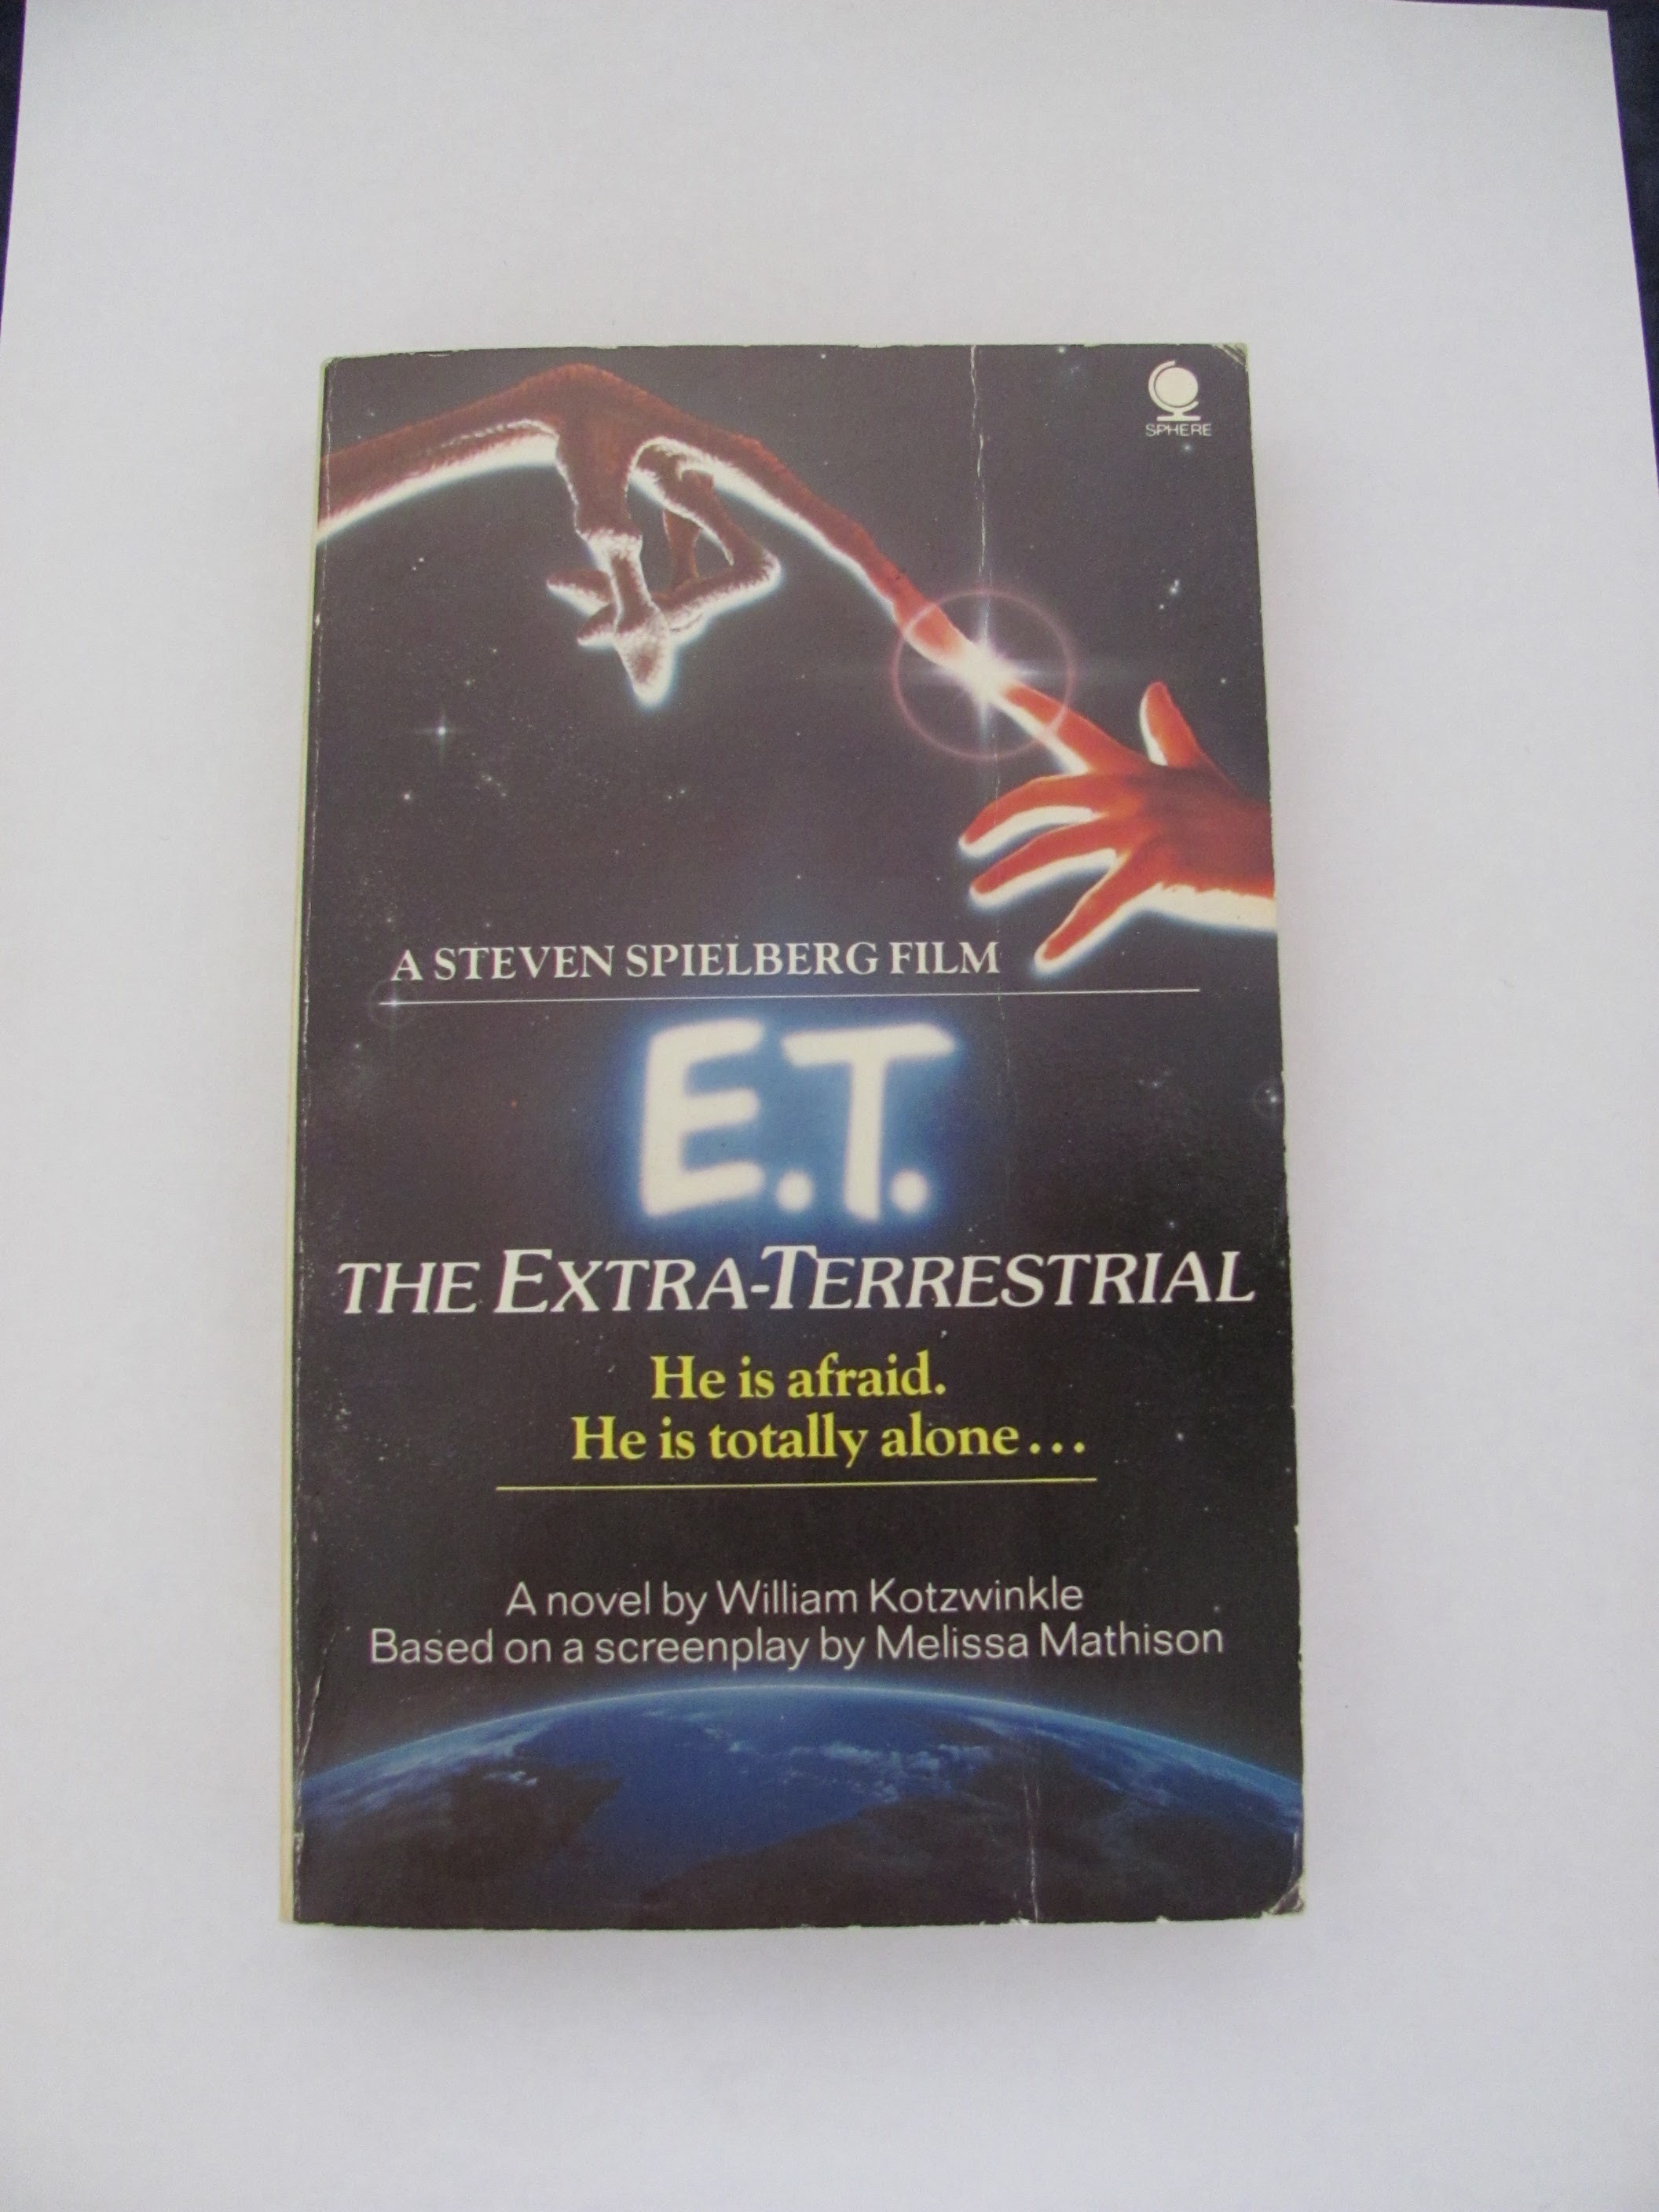 SPHERE
A STEVEN SPIELBERG FILM
E.T.
THE EXTRA-TERRESTRIAL
He is afraid.
He is totally alone...
A novel by William Kotzwinkle
Based on a screenplay by Melissa Mathison